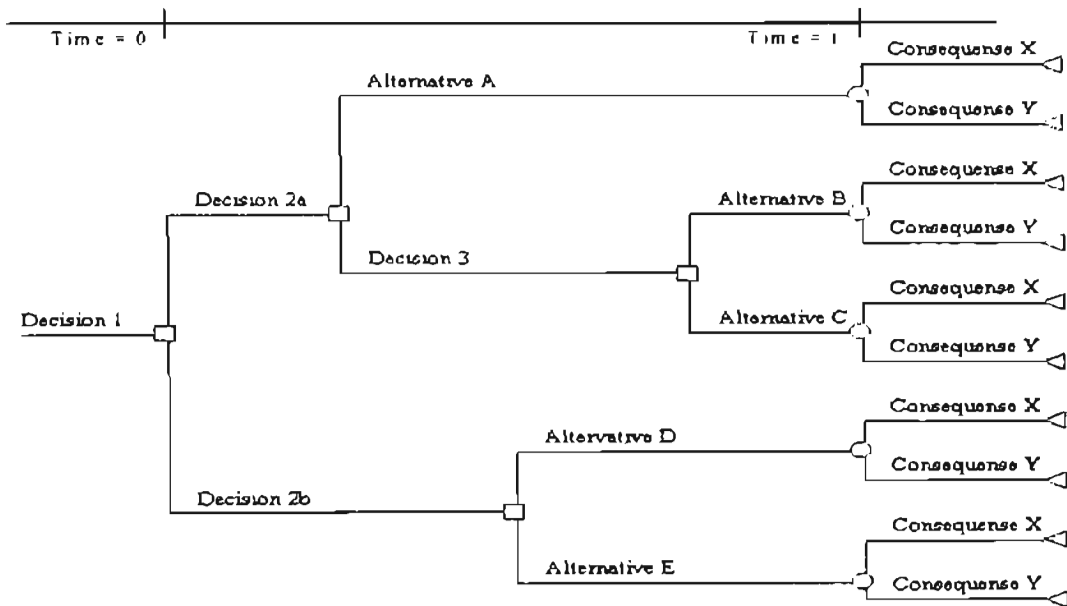 Time = 0
Time = 1
Consequense X
Alternative A
Consequense Y
Consequense X
Decision 2a
Alternative B
Consequense Y
Decision 3
Consequense X
Decision 1
Alternative C
Consequense Y
Consequense X
Altervative D
Consequense Y
Decision 2b
Consequense X
Alternative E
Consequense Y